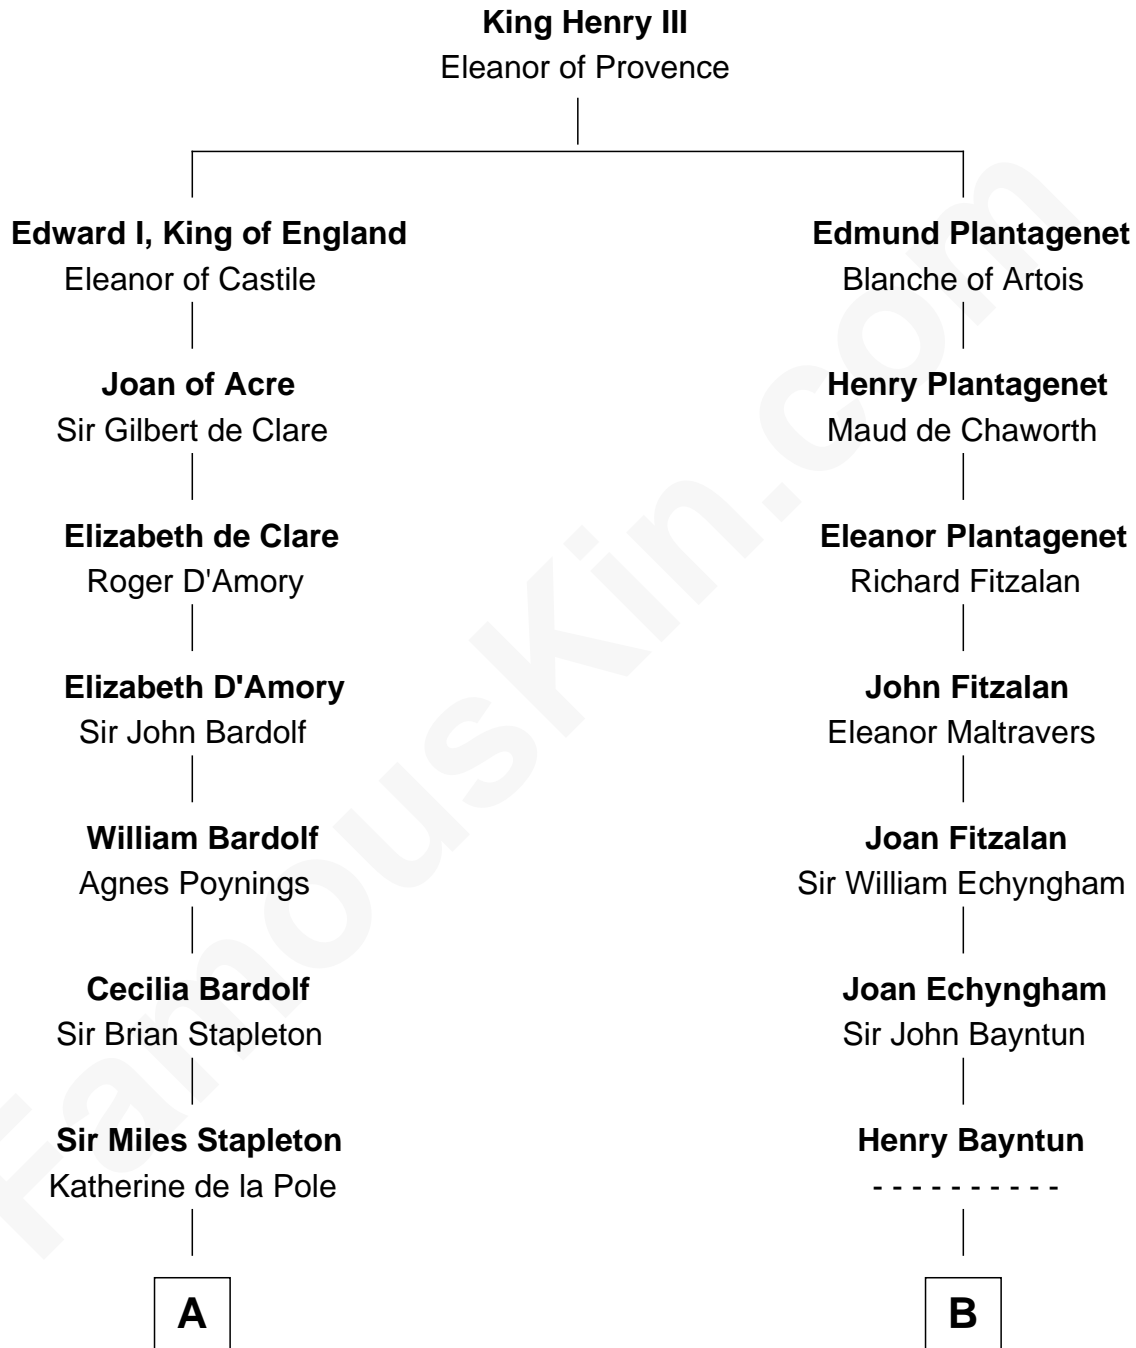 King Henry III
Eleanor of Provence
Edward I, King of England
Eleanor of Castile
Edmund Plantagenet
Blanche of Artois
Joan of Acre
Sir Gilbert de Clare
Henry Plantagenet
Maud de Chaworth
Elizabeth de Clare
Roger D'Amory
Eleanor Plantagenet
Richard Fitzalan
Elizabeth D'Amory
Sir John Bardolf
John Fitzalan
Eleanor Maltravers
William Bardolf
Agnes Poynings
Joan Fitzalan
Sir William Echyngham
Cecilia Bardolf
Sir Brian Stapleton
Joan Echyngham
Sir John Bayntun
Sir Miles Stapleton
Katherine de la Pole
Henry Bayntun
- - - - - - - - - -
A
B
FamousKin.com